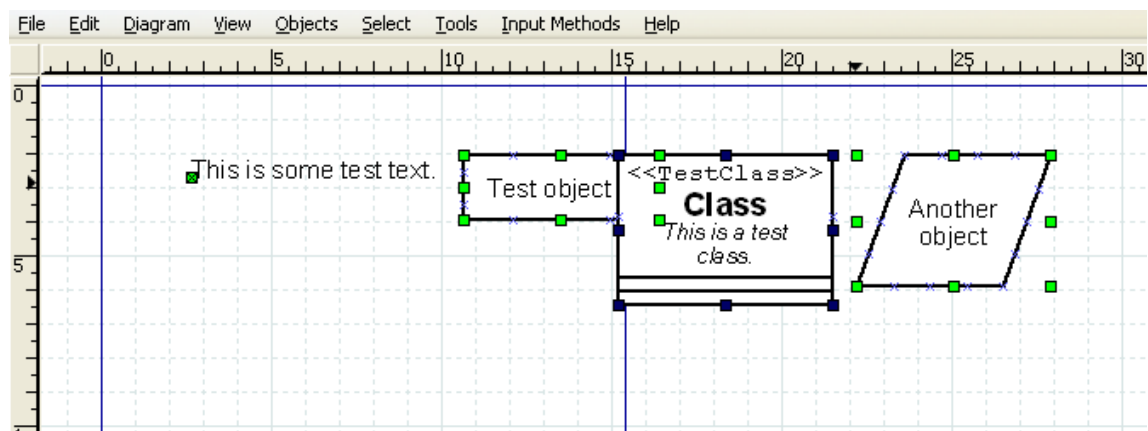 File Edit Diagram View Objects Select Tools Input Methods Help
0 5 10 15 20 25 30
0
This is some test text.
Test object
<<TestClass>>
Class
This is a test
class.
Another
object
5
1